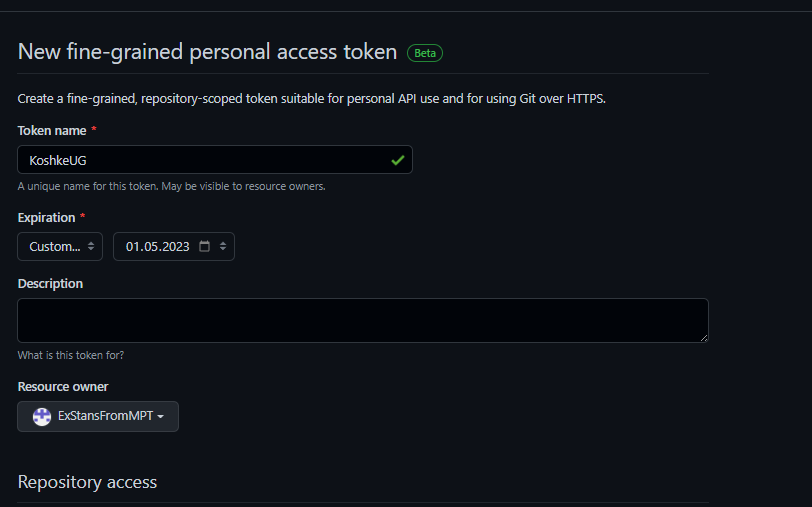 New fine-grained personal access token Beta
Create a fine-grained, repository-scoped token suitable for personal API use and for using Git over HTTPS.
Token name *
KoshkeUG
A unique name for this token. May be visible to resource owners.
Expiration *
Custom... 01.05.2023
Description
What is this token for?
Resource owner
ExStansFromMPT
Repository access